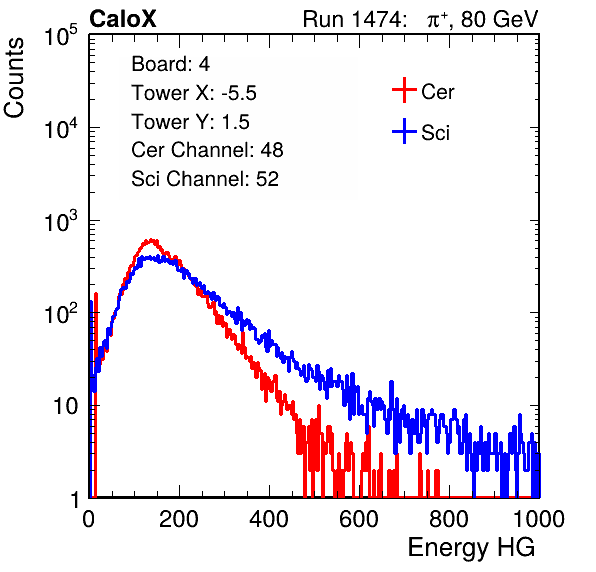 CaloX Run 1474: π⁺, 80 GeV
Counts
10⁵
10⁴
10³
10²
10
1
Board: 4
Tower X: -5.5
Tower Y: 1.5
Cer Channel: 48
Sci Channel: 52
Cer
Sci
0 200 400 600 800 1000
Energy HG